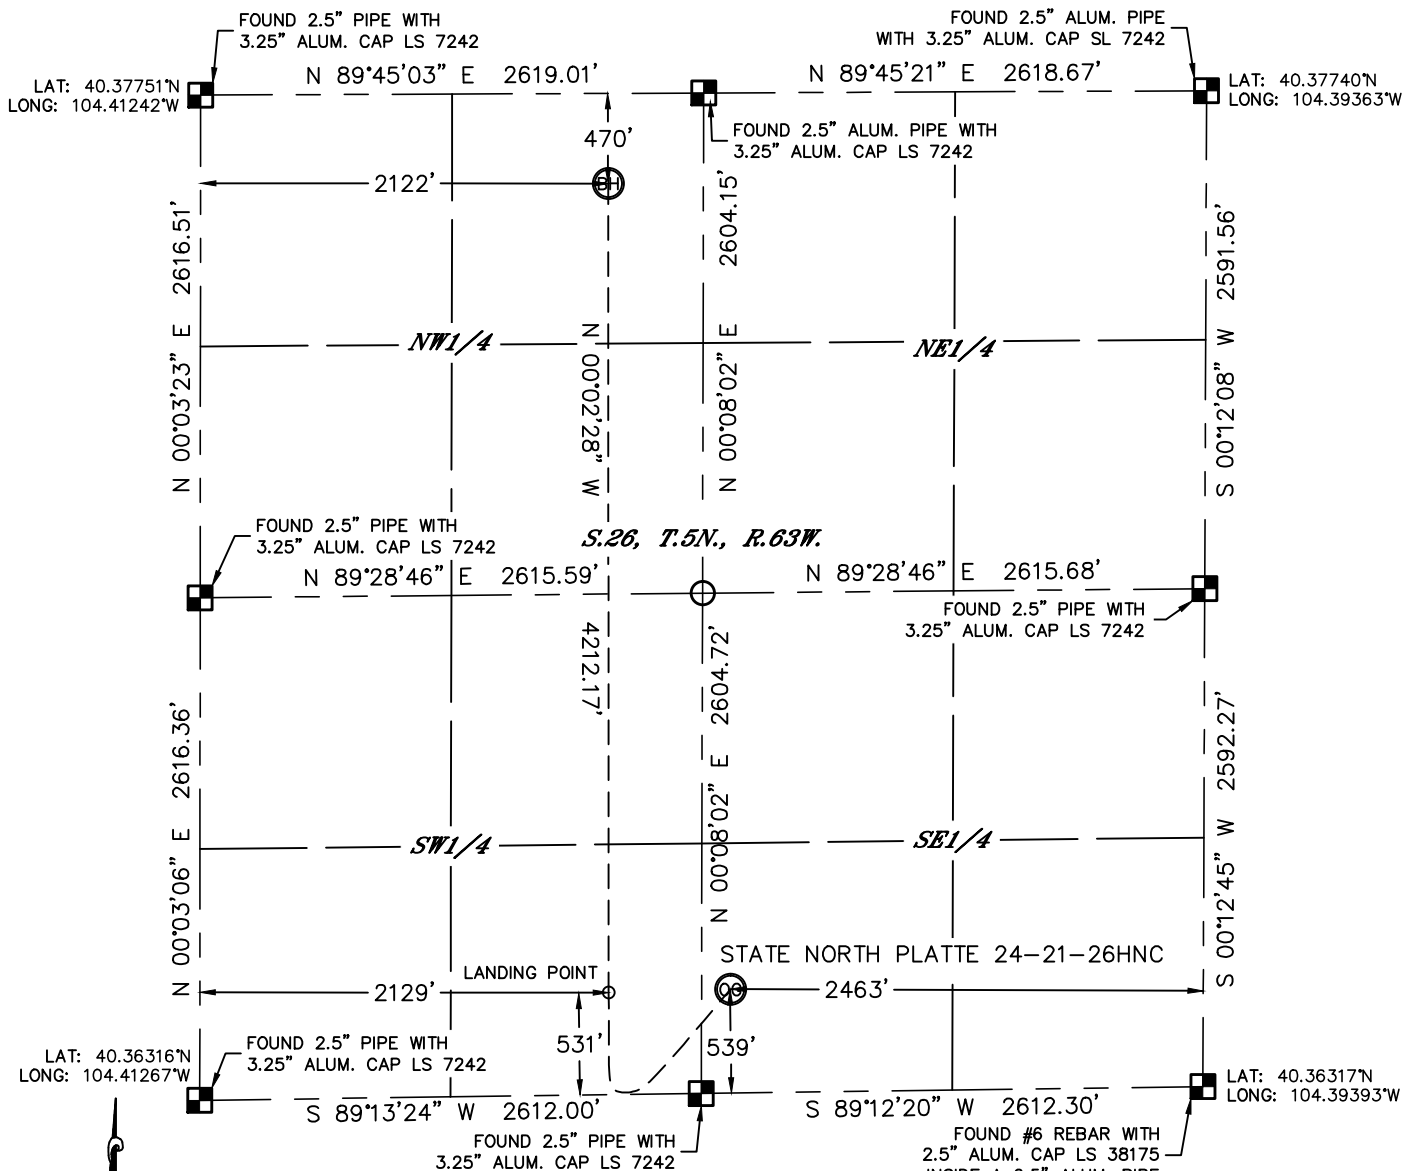 FOUND 2.5" PIPE WITH
3.25" ALUM. CAP LS 7242
FOUND 2.5" ALUM. PIPE
WITH 3.25" ALUM. CAP SL 7242
LAT: 40.37751°N
LONG: 104.41242°W
N 89°45'03" E 2619.01'
N 89°45'21" E 2618.67'
LAT: 40.37740°N
LONG: 104.39363°W
470'
FOUND 2.5" ALUM. PIPE WITH
3.25" ALUM. CAP LS 7242
2122'
BH
N 00°03'23" E 2616.51'
N 00°02'28" W 4212.17'
N 00°08'02" E 2604.15'
S 00°12'08" W 2591.56'
NW1/4
NE1/4
FOUND 2.5" PIPE WITH
3.25" ALUM. CAP LS 7242
S.26, T.5N., R.63W.
N 89°28'46" E 2615.59'
N 89°28'46" E 2615.68'
FOUND 2.5" PIPE WITH
3.25" ALUM. CAP LS 7242
N 00°03'06" E 2616.36'
N 00°08'02" E 2604.72'
S 00°12'45" W 2592.27'
SW1/4
SE1/4
STATE NORTH PLATTE 24-21-26HNC
LANDING POINT
2129'
2463'
531'
539'
FOUND 2.5" PIPE WITH
3.25" ALUM. CAP LS 7242
LAT: 40.36316°N
LONG: 104.41267°W
S 89°13'24" W 2612.00'
S 89°12'20" W 2612.30'
LAT: 40.36317°N
LONG: 104.39393°W
FOUND 2.5" PIPE WITH
3.25" ALUM. CAP LS 7242
FOUND #6 REBAR WITH
2.5" ALUM. CAP LS 38175